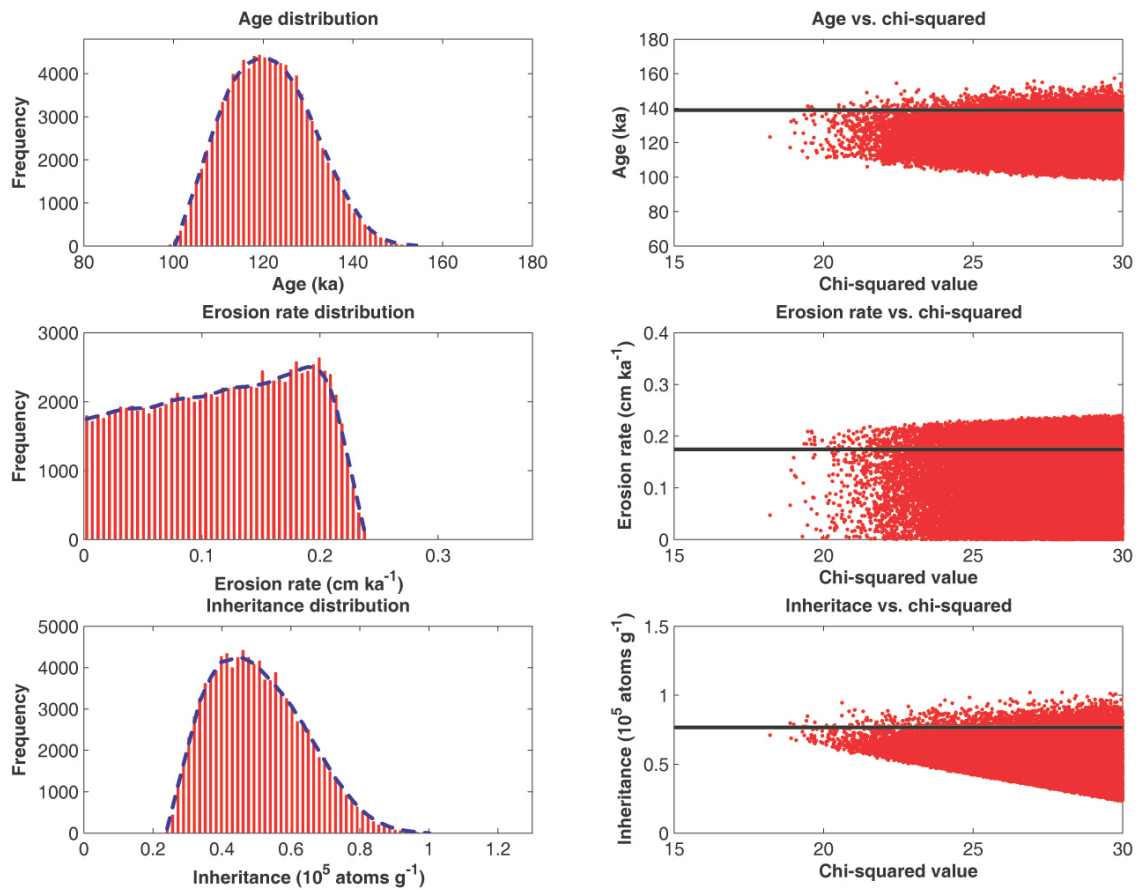 Age distribution
Frequency
4000
3000
2000
1000
0
80 100 120 140 160 180
Age (ka)
Age vs. chi-squared
Age (ka)
180
160
140
120
100
80
60
15 20 25 30
Chi-squared value
Erosion rate distribution
Frequency
3000
2000
1000
0
0 0.1 0.2 0.3
Erosion rate (cm ka⁻¹)
Erosion rate vs. chi-squared
Erosion rate (cm ka⁻¹)
0.4
0.3
0.2
0.1
0
15 20 25 30
Chi-squared value
Inheritance distribution
Frequency
5000
4000
3000
2000
1000
0
0 0.2 0.4 0.6 0.8 1 1.2
Inheritance (10⁵ atoms g⁻¹)
Inheritace vs. chi-squared
Inheritance (10⁵ atoms g⁻¹)
1.5
1
0.5
0
15 20 25 30
Chi-squared value